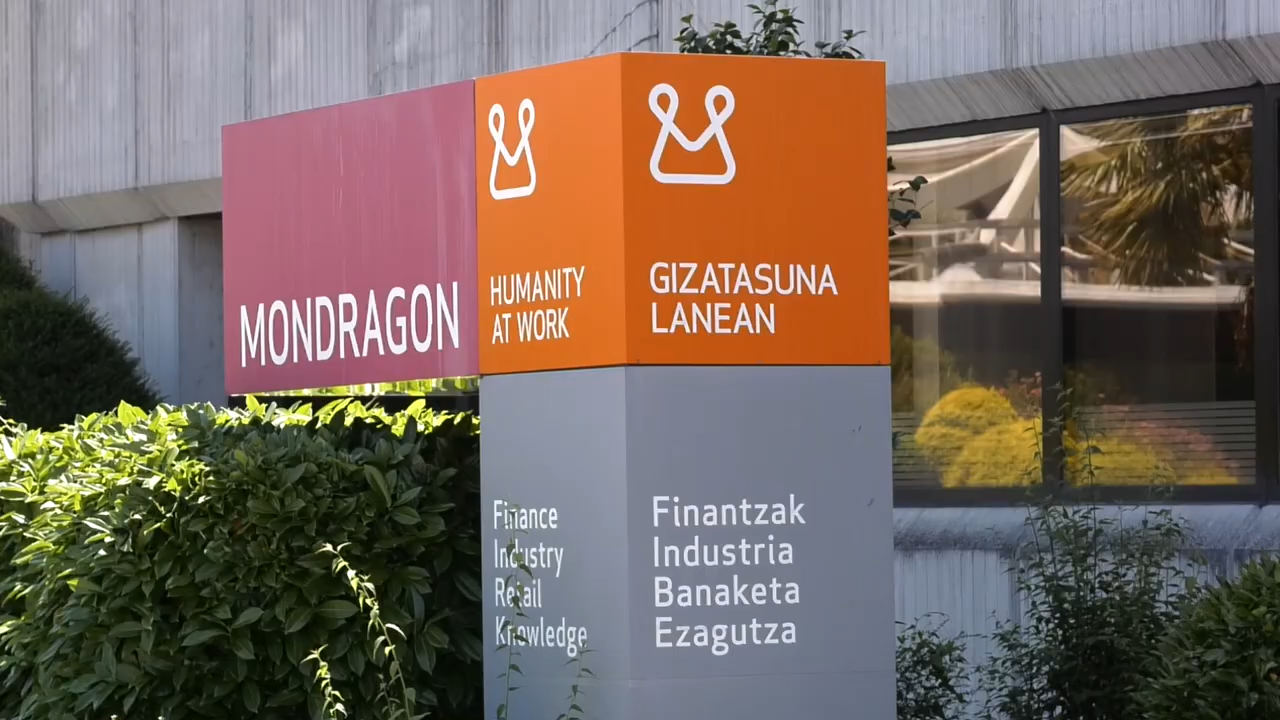 MONDRAGON
HUMANITY
AT WORK
GIZATASUNA
LANEAN
Finance
Industry
Retail
Knowledge
Finantzak
Industria
Banaketa
Ezagutza